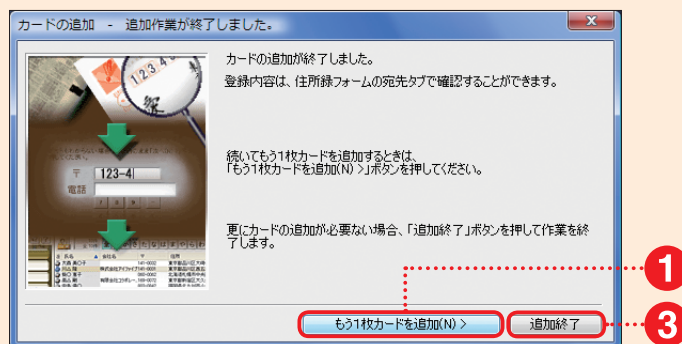 カードの追加 - 追加作業が終了しました。
カードの追加が終了しました。
登録内容は、住所録フォームの宛先タブで確認することができます。
続いてもう1枚カードを追加するときは、
「もう1枚カードを追加(N) >」ボタンを押してください。
更にカードの追加が必要ない場合、「追加終了」ボタンを押して作業を終
了します。
1234
〒 123-4
電話
もう1枚カードを追加(N) >
追加終了
1
3